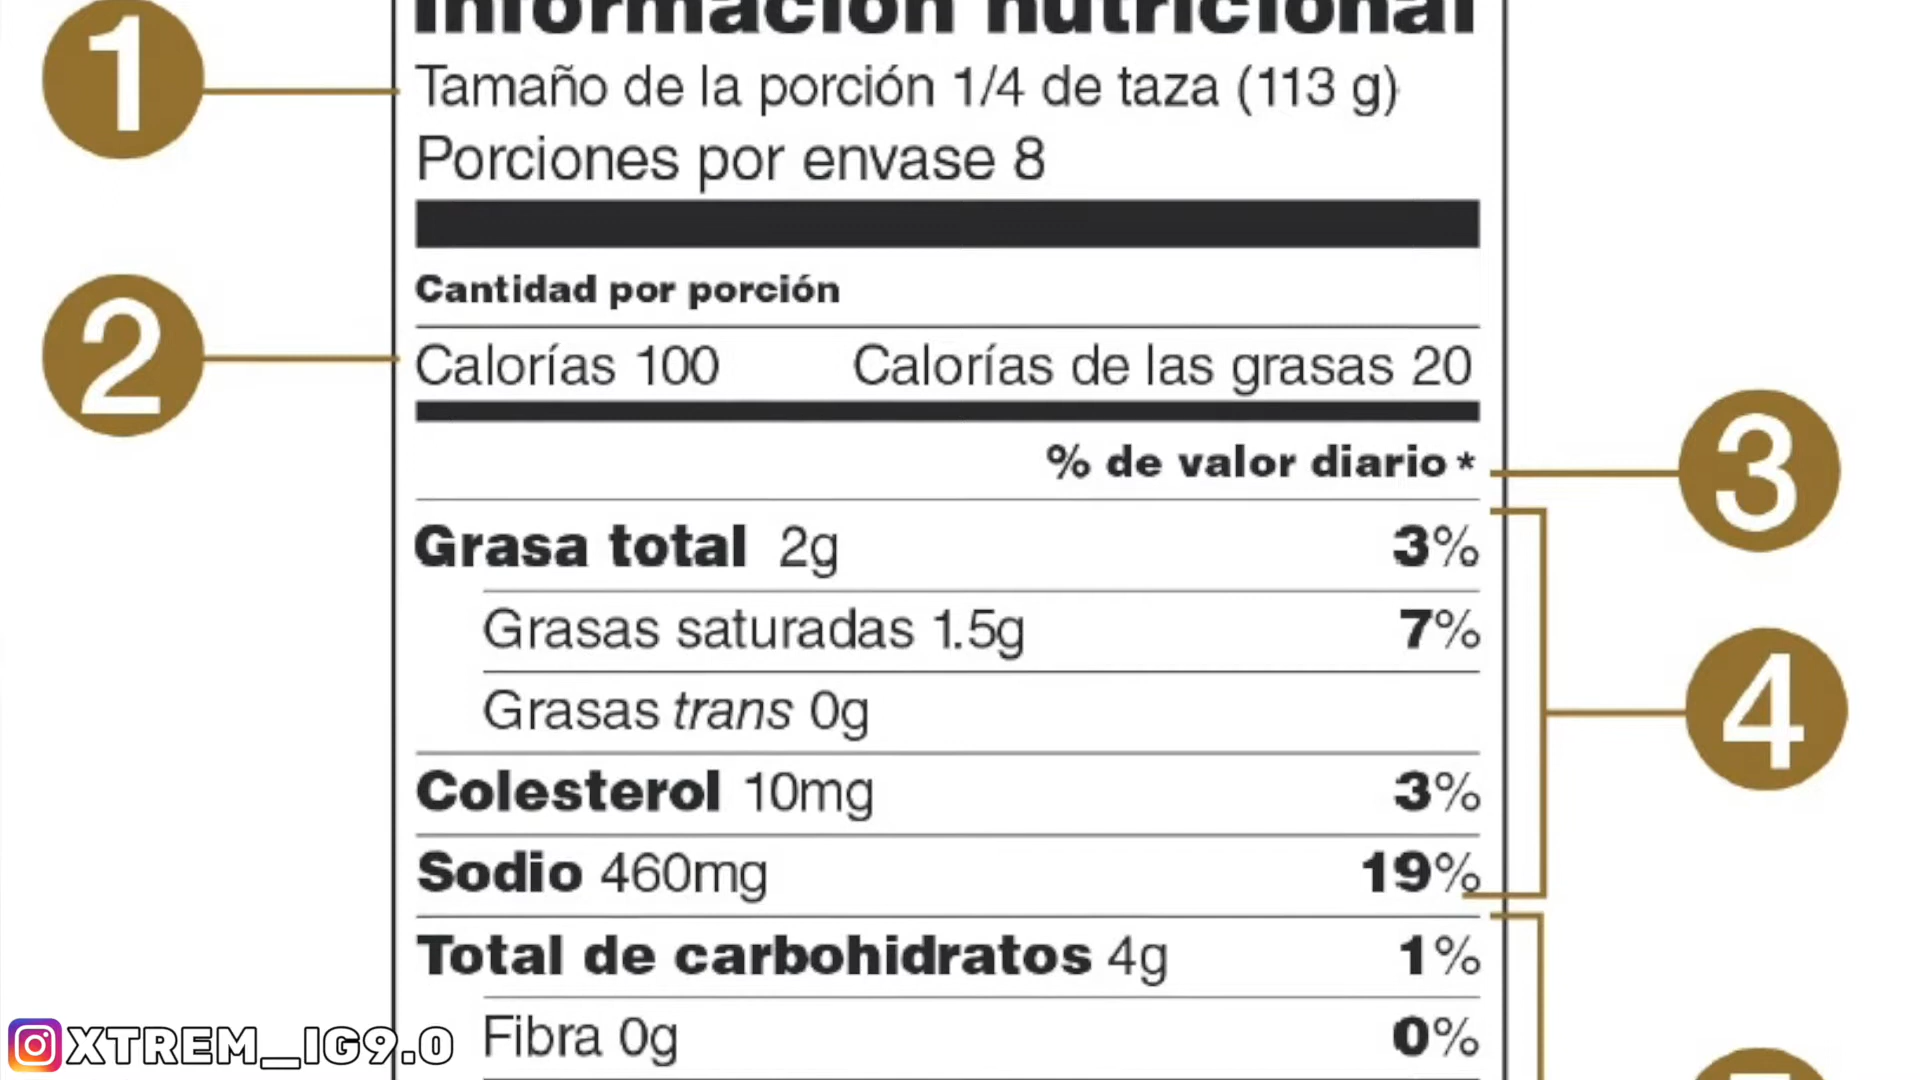 Información nutricional
1
Tamaño de la porción 1/4 de taza (113 g)
Porciones por envase 8
Cantidad por porción
2
Calorías 100 Calorías de las grasas 20
% de valor diario*
3
Grasa total 2g 3%
Grasas saturadas 1.5g 7%
Grasas trans 0g
4
Colesterol 10mg 3%
Sodio 460mg 19%
Total de carbohidratos 4g 1%
Fibra 0g 0%
XTREM_IG9.0